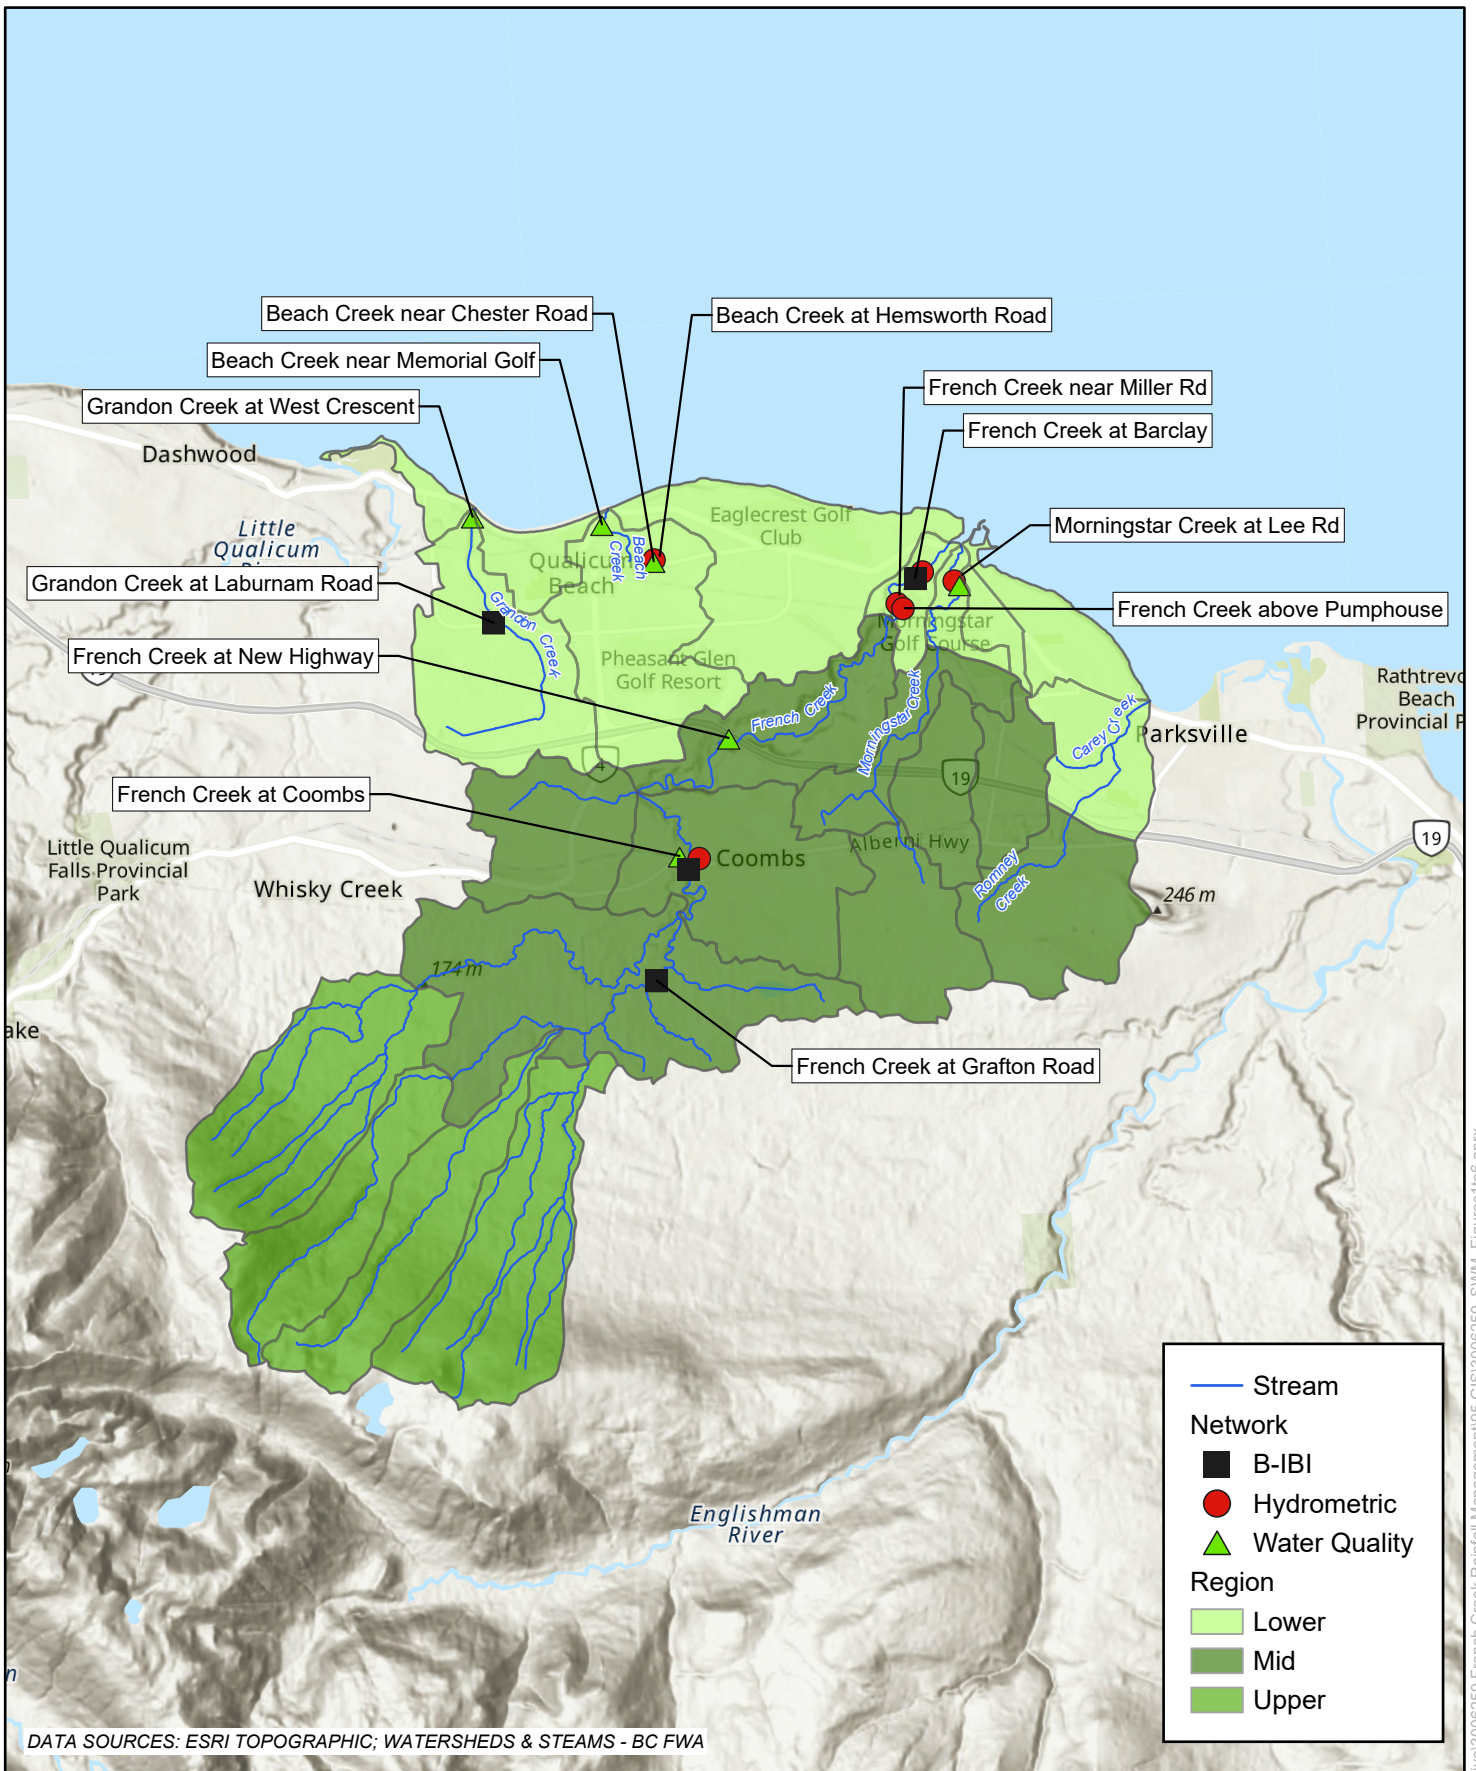 Beach Creek near Chester Road
Beach Creek at Hemsworth Road
Beach Creek near Memorial Golf
French Creek near Miller Rd
Grandon Creek at West Crescent
French Creek at Barclay
Dashwood
Eaglecrest Golf
Club
Morningstar Creek at Lee Rd
Little
Qualicum
Qualicum
Beach
Beach
Creek
Grandon Creek at Laburnam Road
Grandon Creek
French Creek above Pumphouse
Morningstar
Golf Course
French Creek at New Highway
Pheasant Glen
Golf Resort
Rathtrevo
Beach
Provincial P
French Creek
Morningstar Creek
Carey Creek
Parksville
4
19
19
French Creek at Coombs
Coombs
Alberni Hwy
Little Qualicum
Falls Provincial
Park
Whisky Creek
Romney
Creek
246 m
174 m
ake
French Creek at Grafton Road
Englishman
River
n
Stream
Network
B-IBI
Hydrometric
Water Quality
Region
Lower
Mid
Upper
DATA SOURCES: ESRI TOPOGRAPHIC; WATERSHEDS & STEAMS - BC FWA